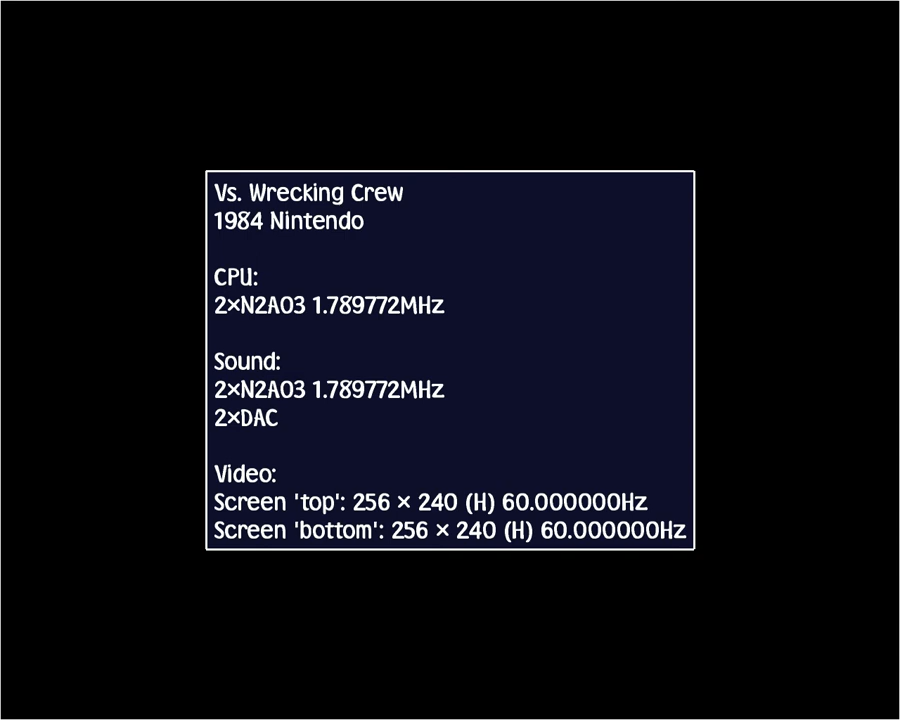 Vs. Wrecking Crew
1984 Nintendo
CPU:
2×N2A03 1.789772MHz
Sound:
2×N2A03 1.789772MHz
2×DAC
Video:
Screen 'top': 256 × 240 (H) 60.000000Hz
Screen 'bottom': 256 × 240 (H) 60.000000Hz